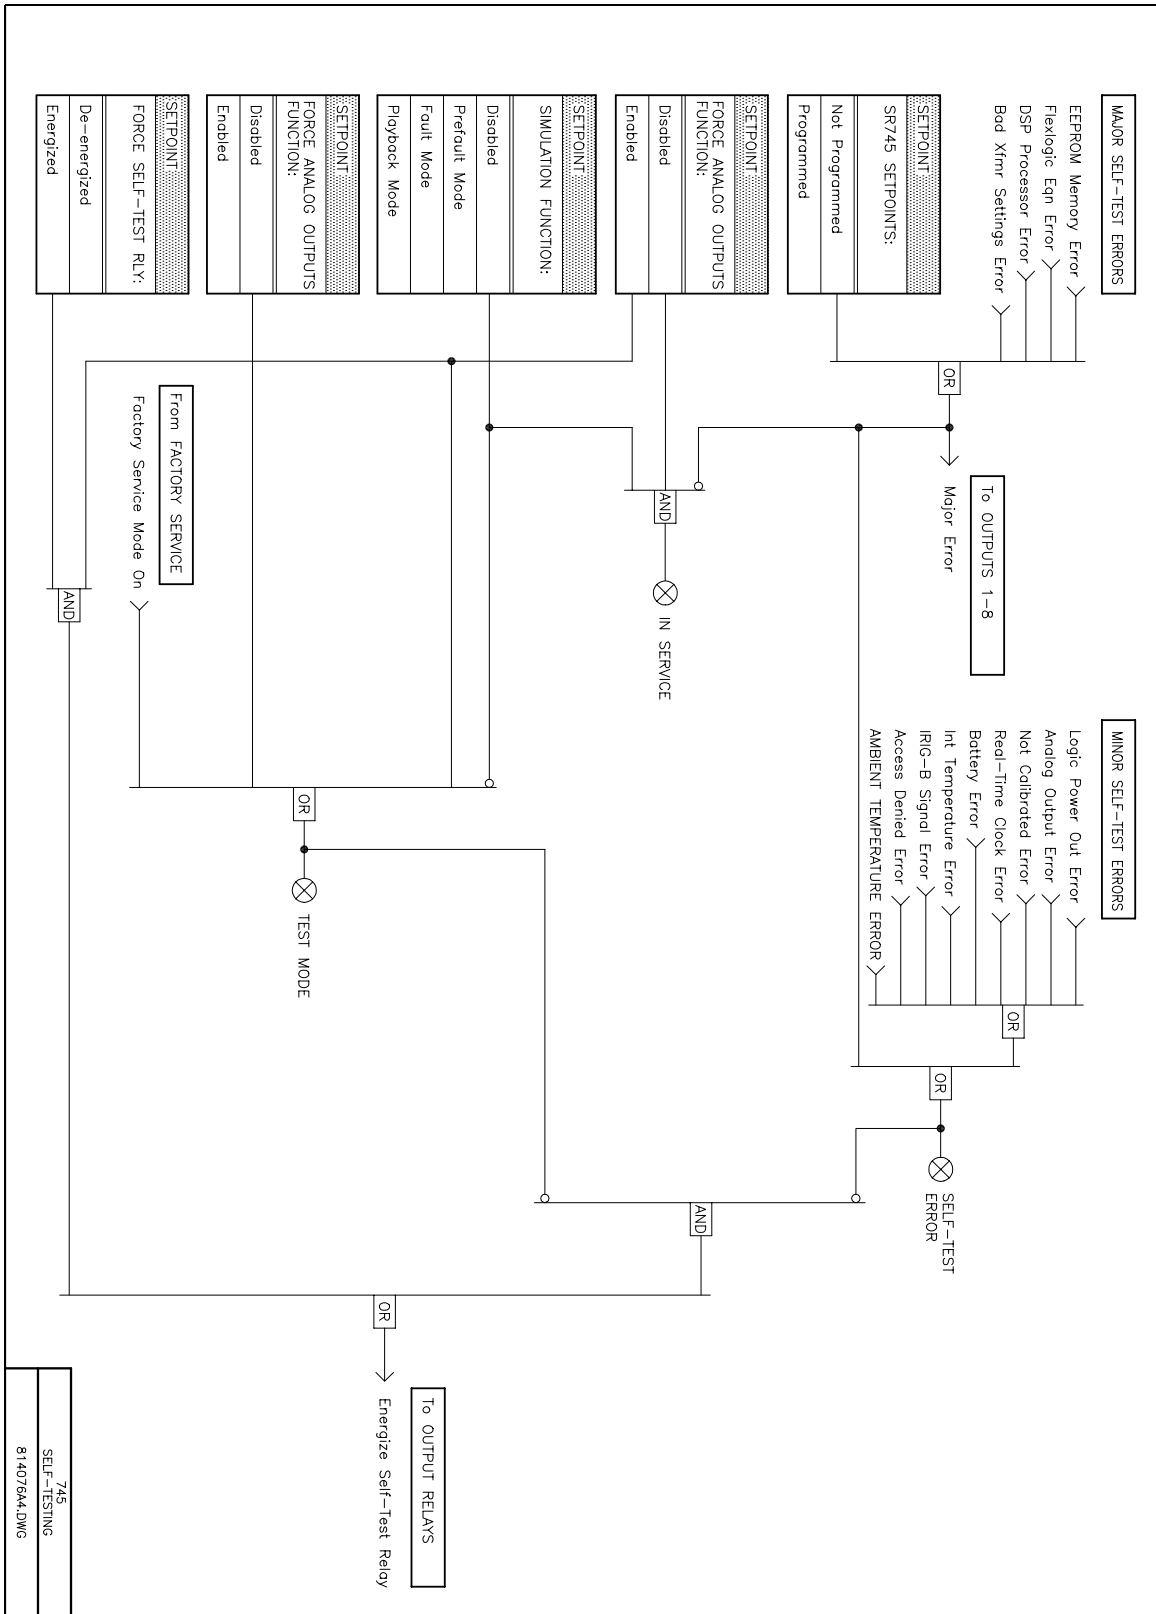 MAJOR SELF-TEST ERRORS
EEPROM Memory Error
Flexlogic Eqn Error
DSP Processor Error
Bad Xfmr Settings Error
SETPOINT
SR745 SETPOINTS:
Not Programmed
Programmed
SETPOINT
FORCE ANALOG OUTPUTS
FUNCTION:
Disabled
Enabled
SETPOINT
SIMULATION FUNCTION:
Disabled
Prefault Mode
Fault Mode
Playback Mode
SETPOINT
FORCE ANALOG OUTPUTS
FUNCTION:
Disabled
Enabled
SETPOINT
FORCE SELF-TEST RLY:
De-energized
Energized
OR
To OUTPUTS 1-8
Major Error
AND
IN SERVICE
From FACTORY SERVICE
Factory Service Mode On
AND
MINOR SELF-TEST ERRORS
Logic Power Out Error
Analog Output Error
Not Calibrated Error
Real-Time Clock Error
Battery Error
Int Temperature Error
IRIG-B Signal Error
Access Denied Error
AMBIENT TEMPERATURE ERROR
OR
TEST MODE
OR
OR
SELF-TEST
ERROR
AND
OR
To OUTPUT RELAYS
Energize Self-Test Relay
745
SELF-TESTING
814076A4.DWG